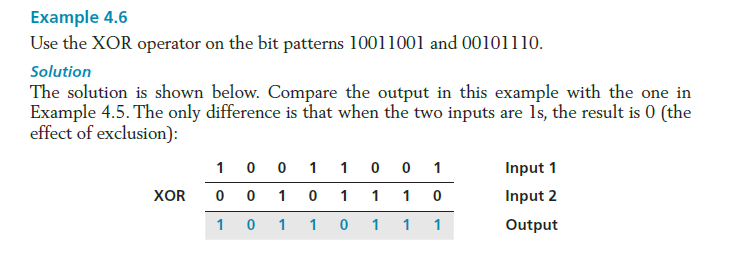 Example 4.6
Use the XOR operator on the bit patterns 10011001 and 00101110.
Solution
The solution is shown below. Compare the output in this example with the one in
Example 4.5. The only difference is that when the two inputs are 1s, the result is 0 (the
effect of exclusion):
1 0 0 1 1 0 0 1 Input 1
XOR 0 0 1 0 1 1 1 0 Input 2
1 0 1 1 0 1 1 1 Output